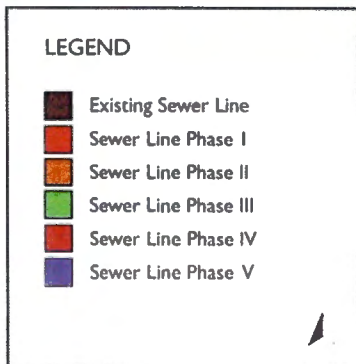 LEGEND
Existing Sewer Line
Sewer Line Phase I
Sewer Line Phase II
Sewer Line Phase III
Sewer Line Phase IV
Sewer Line Phase V